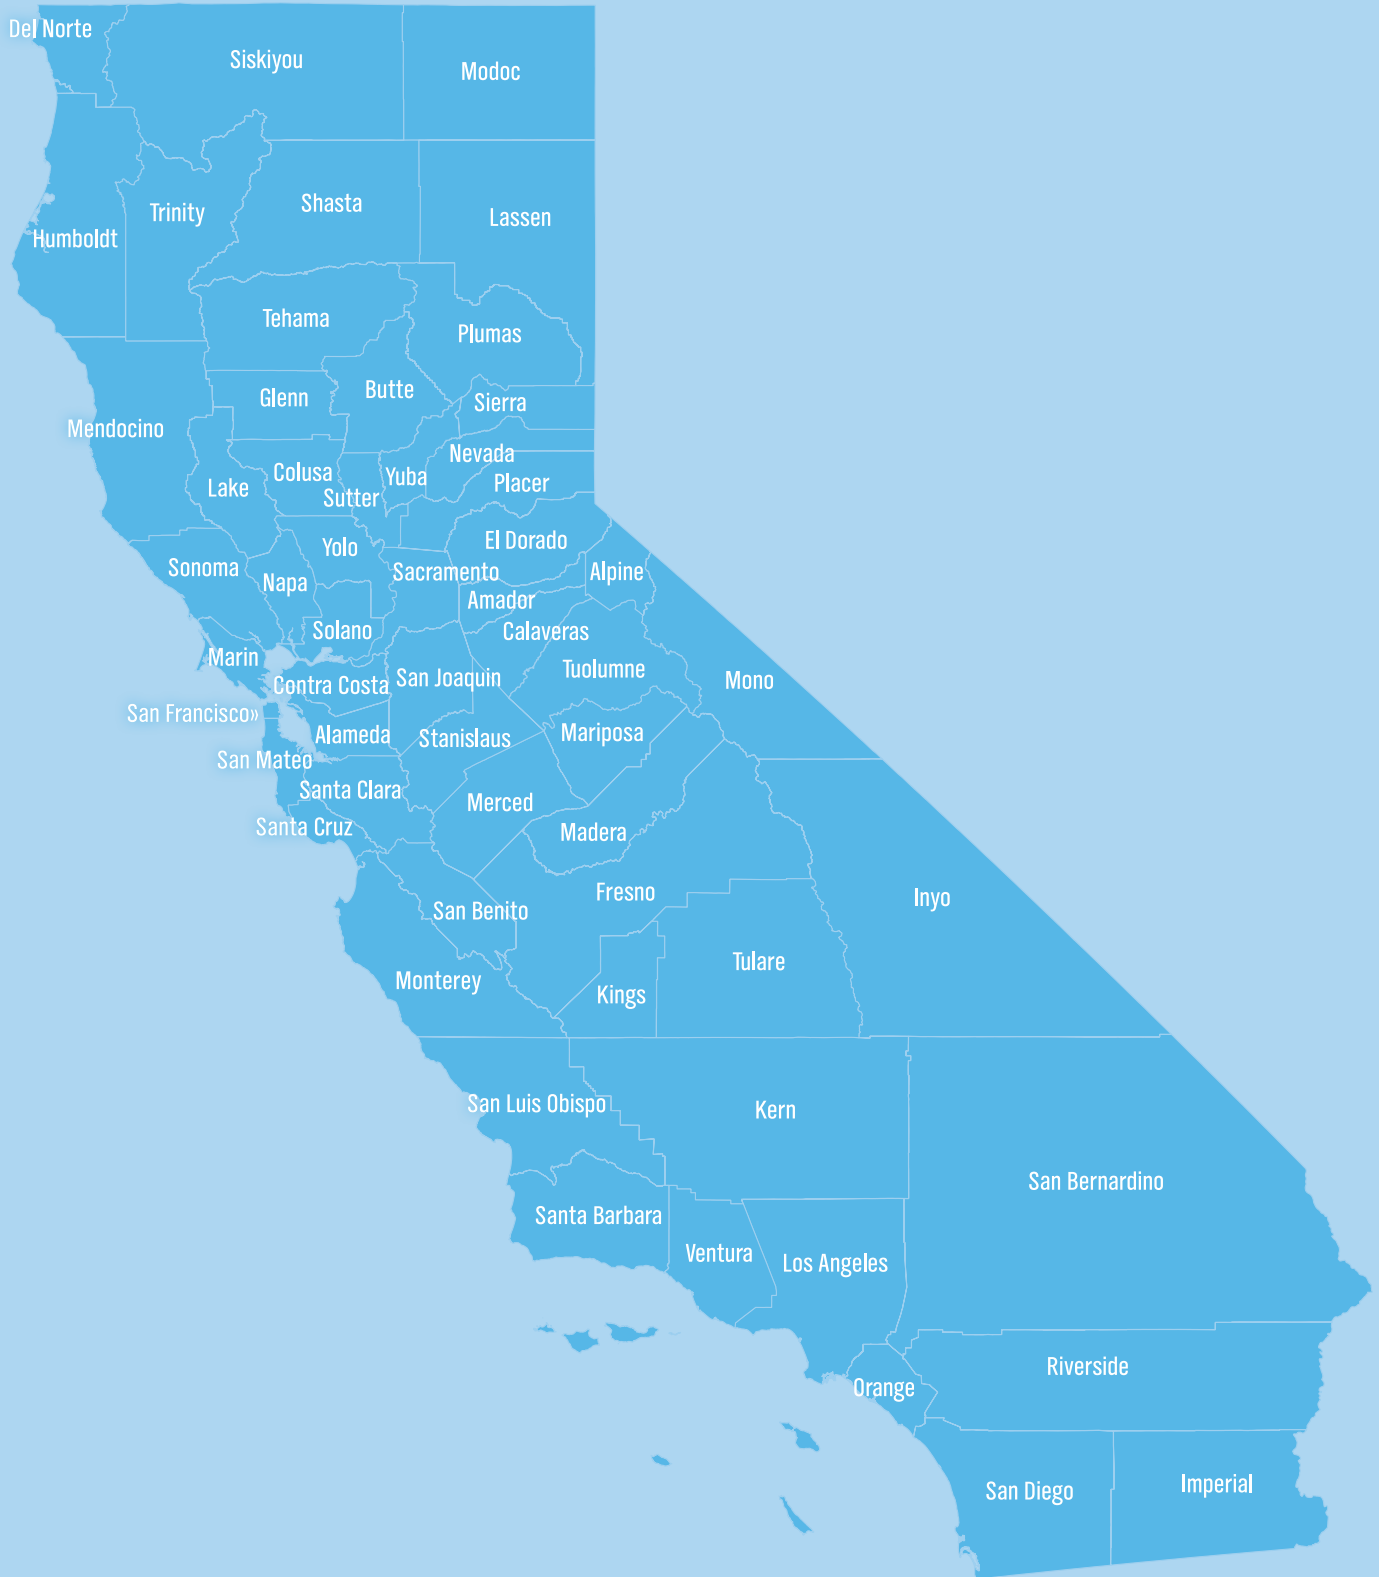 Del Norte
Siskiyou
Modoc
Shasta
Trinity
Lassen
Humboldt
Tehama
Plumas
Butte
Glenn
Sierra
Mendocino
Nevada
Colusa
Yuba
Placer
Lake
Sutter
El Dorado
Yolo
Sonoma
Sacramento
Alpine
Napa
Amador
Solano
Calaveras
Marin
Tuolumne
San Joaquin
Mono
Contra Costa
San Francisco»
Mariposa
Alameda
Stanislaus
San Mateo
Santa Clara
Merced
Santa Cruz
Madera
Fresno
Inyo
San Benito
Tulare
Monterey
Kings
San Luis Obispo
Kern
San Bernardino
Santa Barbara
Ventura
Los Angeles
Riverside
Orange
Imperial
San Diego